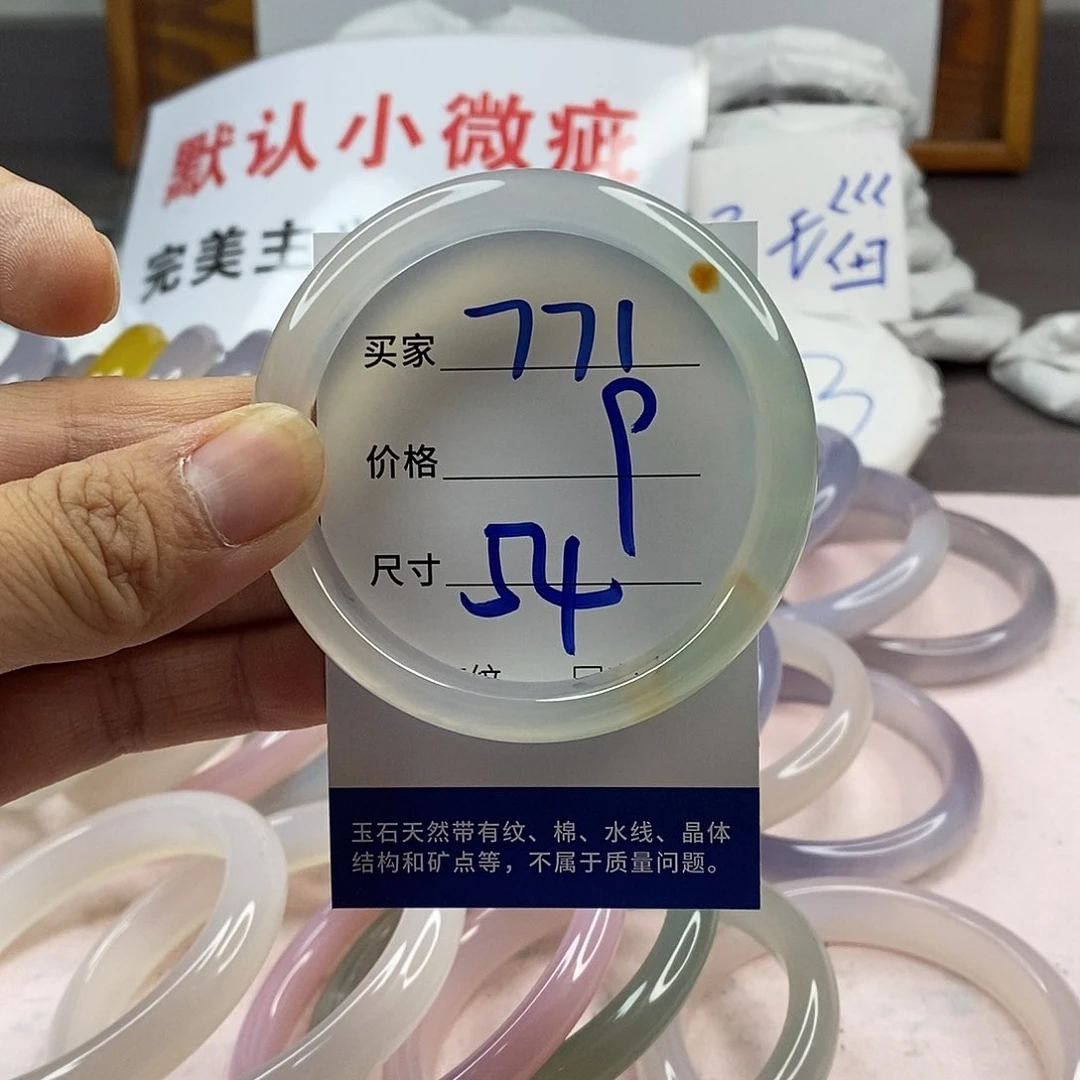 默认小微疵
完美主
买家 771
价格 P
尺寸 54
玉石天然带有纹、棉、水线、晶体
结构和矿点等，不属于质量问题。